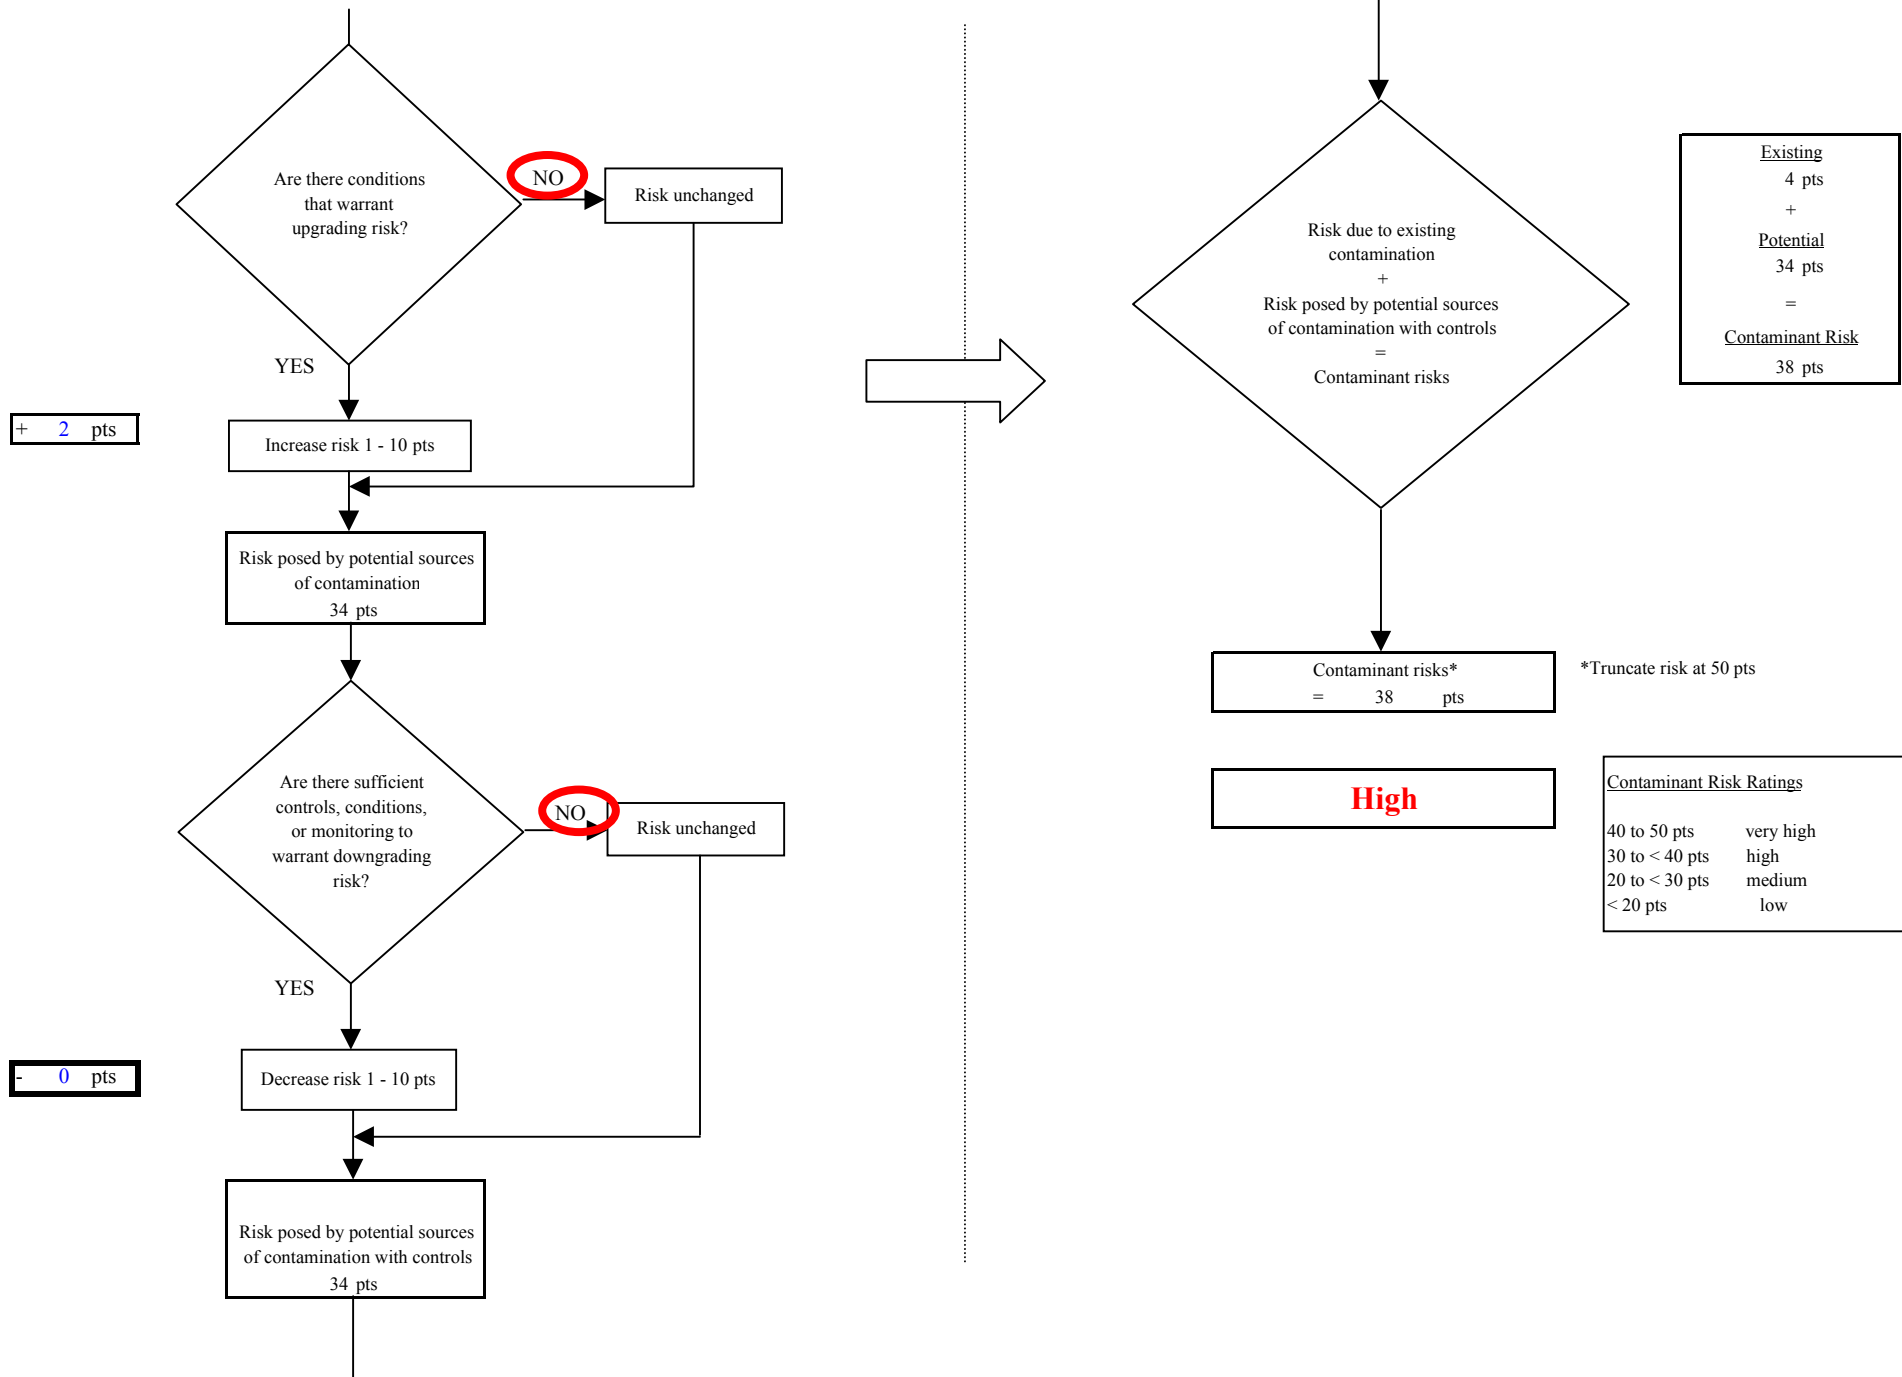 Are there conditions
that warrant
upgrading risk?
NO
Risk unchanged
YES
+ 2 pts
Increase risk 1 - 10 pts
Risk posed by potential sources
of contamination
34 pts
Are there sufficient
controls, conditions,
or monitoring to
warrant downgrading
risk?
NO
Risk unchanged
YES
- 0 pts
Decrease risk 1 - 10 pts
Risk posed by potential sources
of contamination with controls
34 pts
Risk due to existing
contamination
+
Risk posed by potential sources
of contamination with controls
=
Contaminant risks
Existing
4 pts
+
Potential
34 pts
=
Contaminant Risk
38 pts
Contaminant risks*
= 38 pts
*Truncate risk at 50 pts
High
Contaminant Risk Ratings
40 to 50 pts very high
30 to < 40 pts high
20 to < 30 pts medium
< 20 pts low